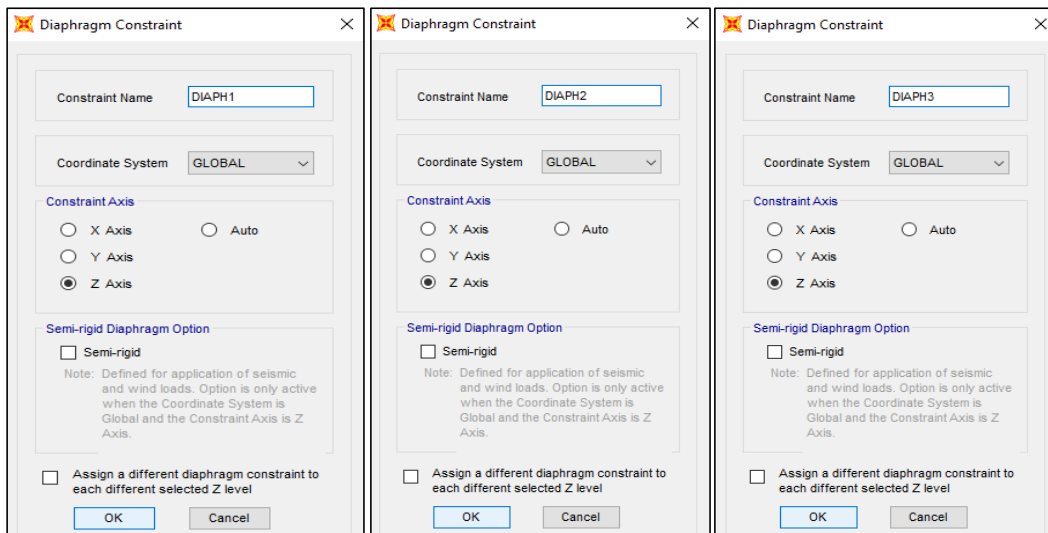 Diaphragm Constraint
Constraint Name DIAPH1
Coordinate System GLOBAL
Constraint Axis
X Axis Auto
Y Axis
Z Axis
Semi-rigid Diaphragm Option
Semi-rigid
Note: Defined for application of seismic
and wind loads. Option is only active
when the Coordinate System is
Global and the Constraint Axis is Z
Axis.
Assign a different diaphragm constraint to
each different selected Z level
OK Cancel
Diaphragm Constraint
Constraint Name DIAPH2
Coordinate System GLOBAL
Constraint Axis
X Axis Auto
Y Axis
Z Axis
Semi-rigid Diaphragm Option
Semi-rigid
Note: Defined for application of seismic
and wind loads. Option is only active
when the Coordinate System is
Global and the Constraint Axis is Z
Axis.
Assign a different diaphragm constraint to
each different selected Z level
OK Cancel
Diaphragm Constraint
Constraint Name DIAPH3
Coordinate System GLOBAL
Constraint Axis
X Axis Auto
Y Axis
Z Axis
Semi-rigid Diaphragm Option
Semi-rigid
Note: Defined for application of seismic
and wind loads. Option is only active
when the Coordinate System is
Global and the Constraint Axis is Z
Axis.
Assign a different diaphragm constraint to
each different selected Z level
OK Cancel